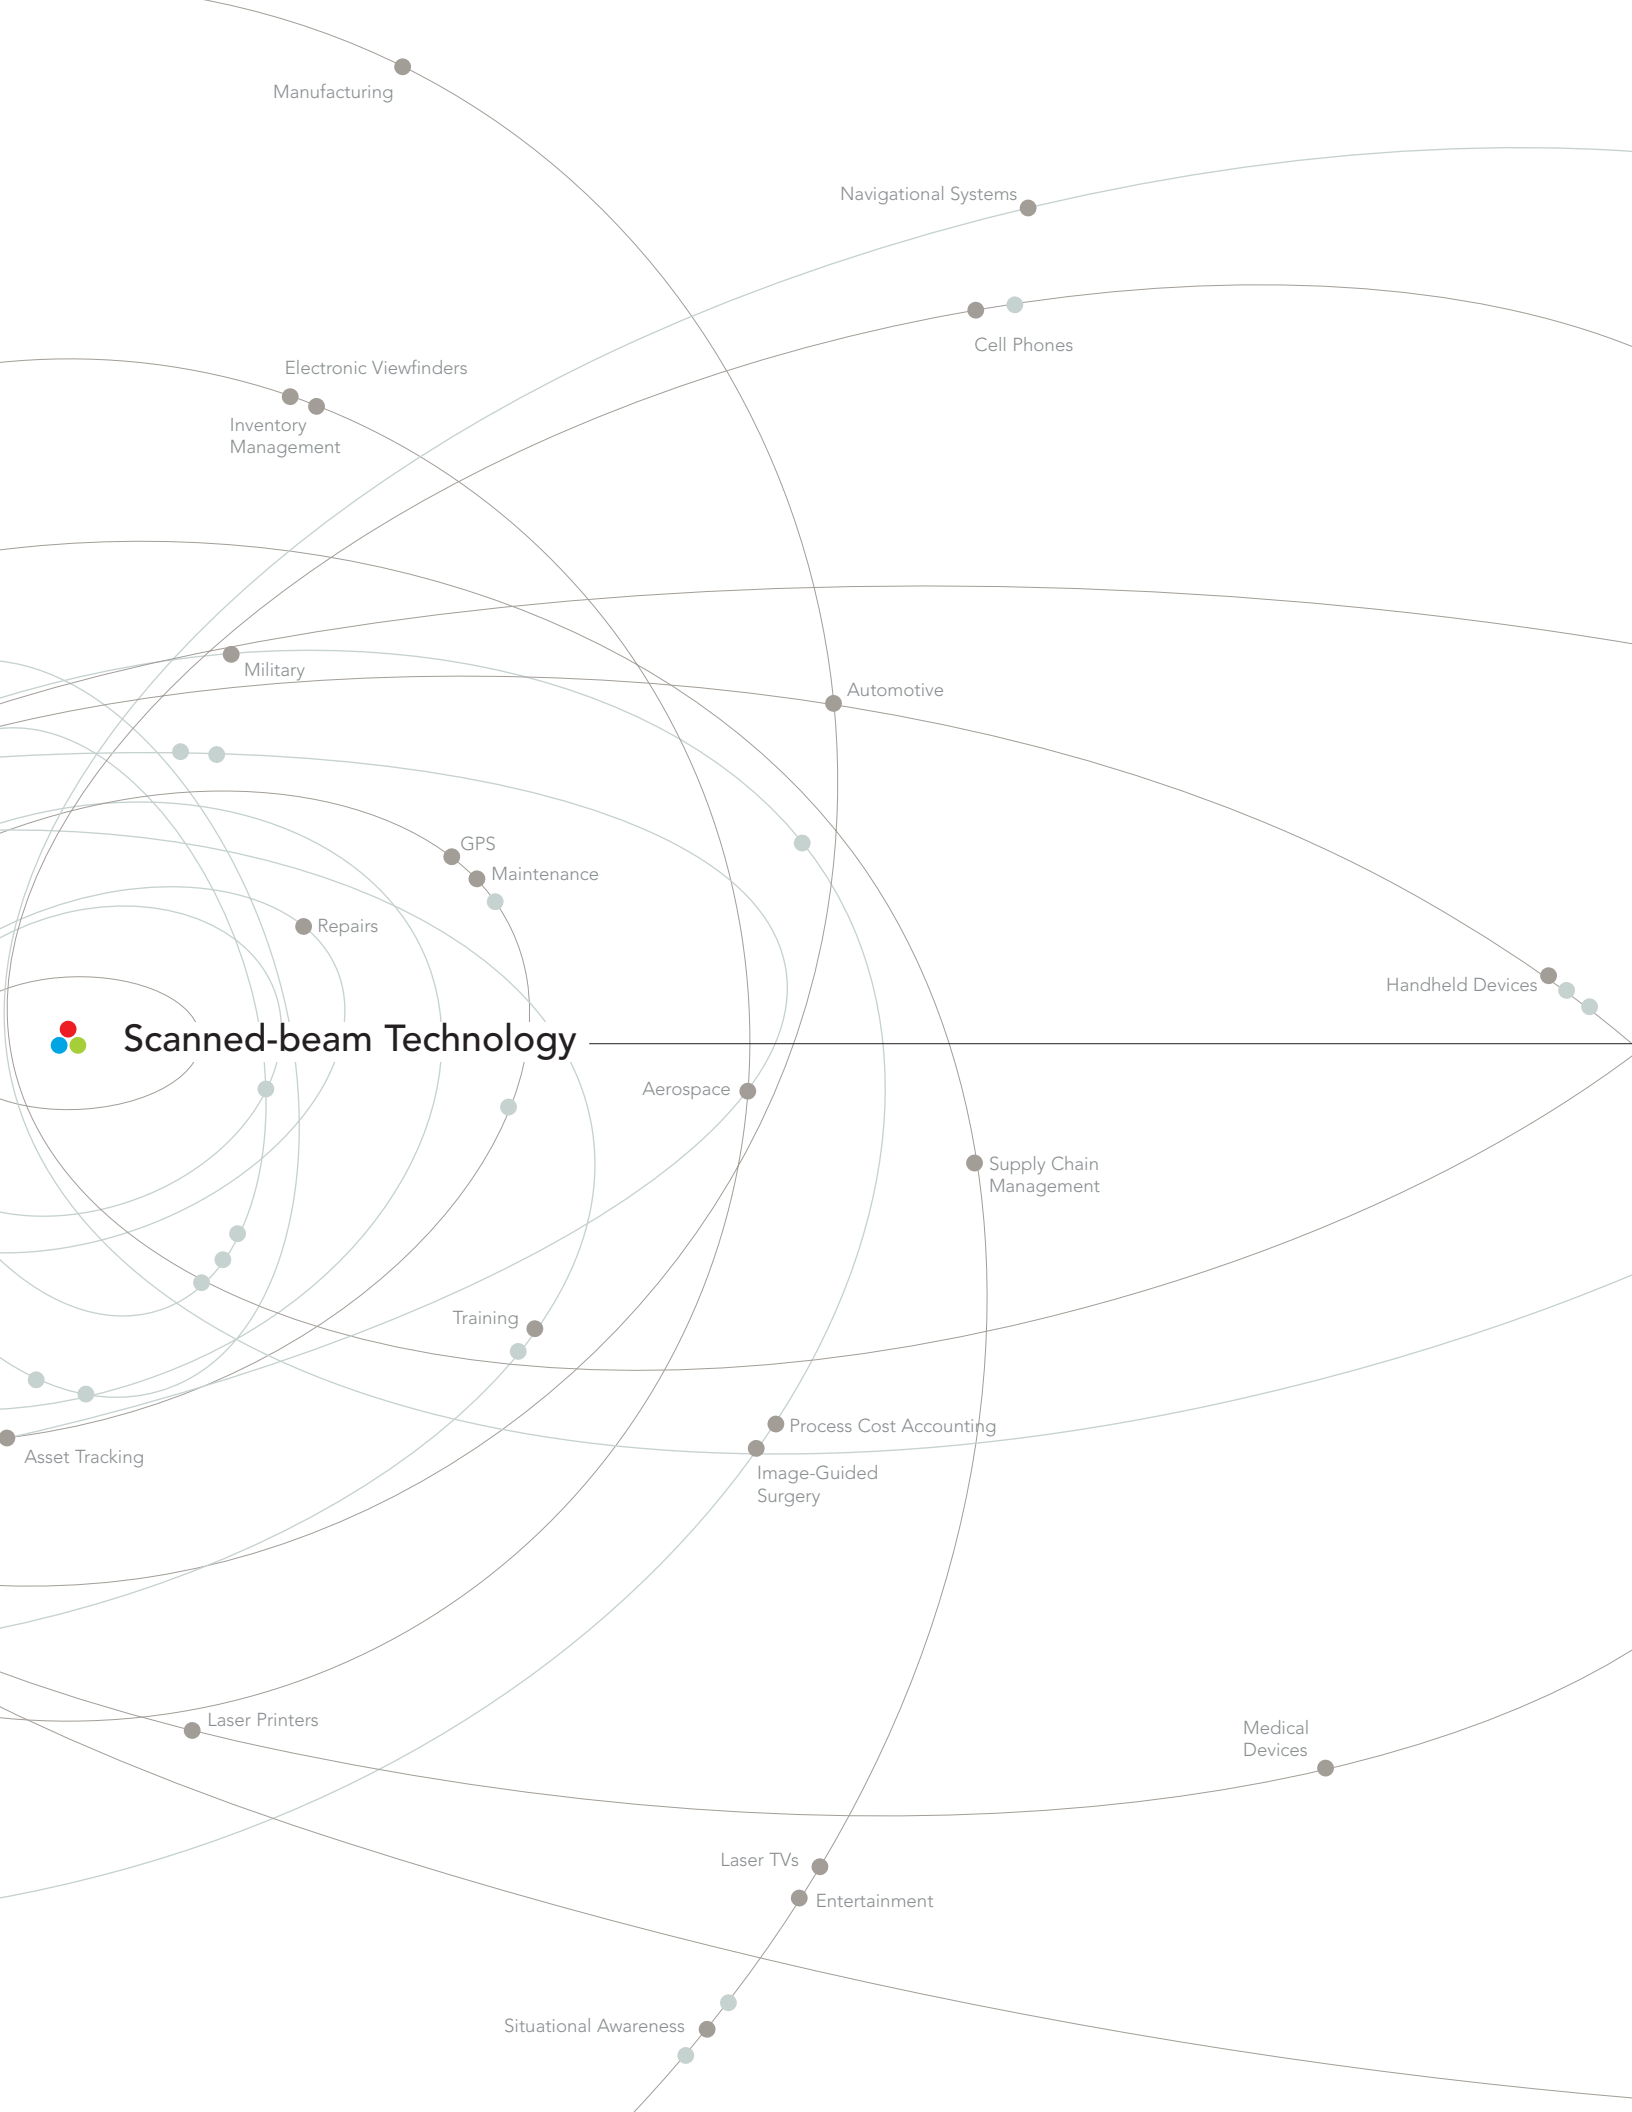 Manufacturing
Navigational Systems
Cell Phones
Electronic Viewfinders
Inventory
Management
Military
Automotive
GPS
Maintenance
Repairs
Handheld Devices
Scanned-beam Technology
Aerospace
Supply Chain
Management
Training
Process Cost Accounting
Asset Tracking
Image-Guided
Surgery
Laser Printers
Medical
Devices
Laser TVs
Entertainment
Situational Awareness